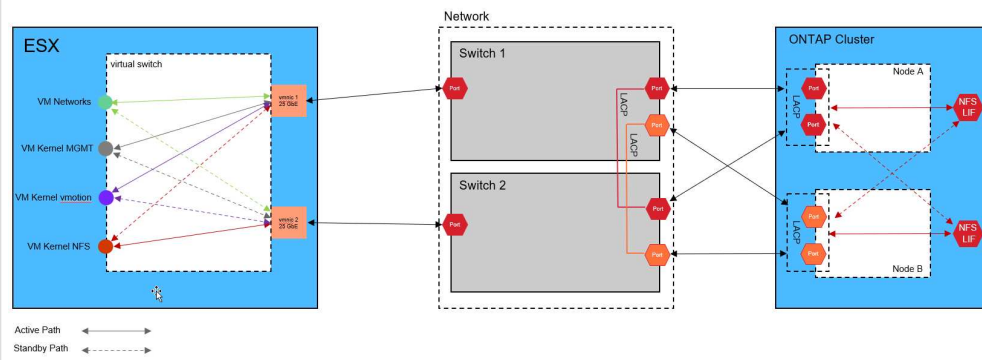 Network
ESX
virtual switch
VM Networks
VM Kernel MGMT
VM Kernel vmotion
VM Kernel NFS
vmnic 1
25 GbE
vmnic 2
25 GbE
Switch 1
Port
Port
Port
LACP
LACP
Switch 2
Port
Port
Port
ONTAP Cluster
Node A
LACP
Port
Port
NFS
LIF
LACP
Port
Port
NFS
LIF
Node B
Active Path
Standby Path